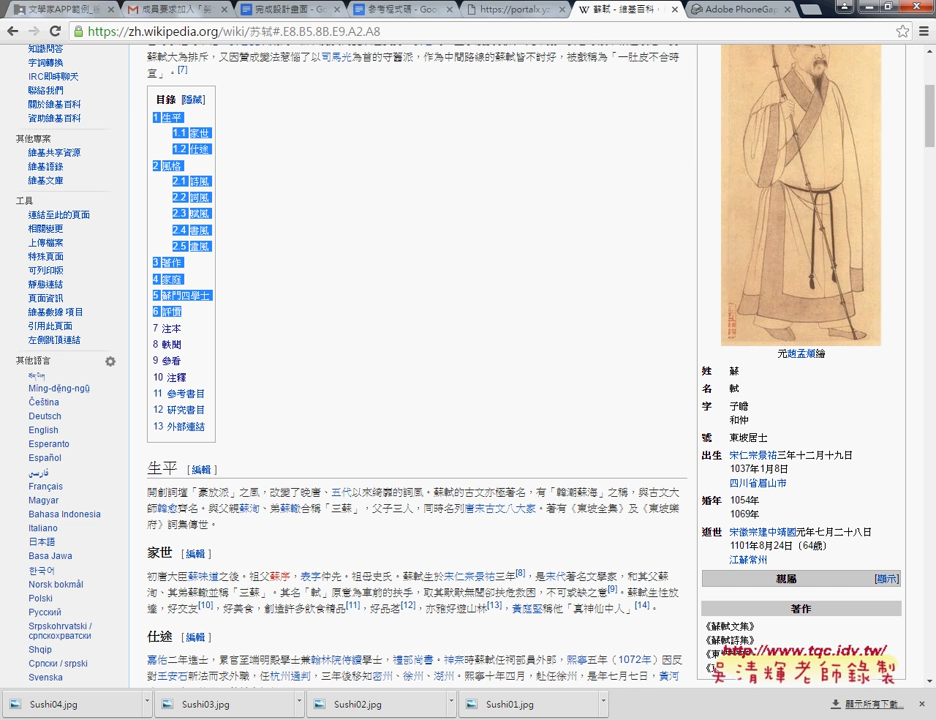 文學家APP範例_
成員要求加入「吳
完成設計畫面 - Go
參考程式碼 - Goo
https://portalx.yz
蘇軾 - 維基百科，
Adobe PhoneGap
https://zh.wikipedia.org/wiki/苏轼#.E8.B5.8B.E9.A2.A8
知識問答
字詞轉換
IRC即時聊天
聯絡我們
關於維基百科
資助維基百科
其他專案
維基共享資源
維基語錄
維基文庫
工具
連結至此的頁面
相關變更
上傳檔案
特殊頁面
可列印版
靜態連結
頁面資訊
維基數據 項目
引用此頁面
左側跳頂連結
其他語言
Mìng-dĕ̤ng-ngṳ̄
Čeština
Deutsch
English
Esperanto
Español
فارسی
Français
Magyar
Bahasa Indonesia
Italiano
日本語
Basa Jawa
한국어
Norsk bokmål
Polski
Русский
Srpskohrvatski /
српскохрватски
Shqip
Српски / srpski
Svenska
蘇軾大為排斥，又因贊成變法惹惱了以司馬光為首的守舊派，作為中間路線的蘇軾皆不討好，被戲稱為「一肚皮不合時
宜」。[7]
目錄 [隱藏]
1 生平
1.1 家世
1.2 仕途
2 風格
2.1 詩風
2.2 詞風
2.3 賦風
2.4 書風
2.5 畫風
3 著作
4 家庭
5 蘇門四學士
6 評價
7 注本
8 軼聞
9 參看
10 注釋
11 參考書目
12 研究書目
13 外部連結
生平 [編輯]
開創詞壇「豪放派」之風，改變了晚唐、五代以來綺靡的詞風。蘇軾的古文亦極著名，有「韓潮蘇海」之稱，與古文大
師韓愈齊名。與父親蘇洵、弟蘇轍合稱「三蘇」，父子三人，同時名列唐宋古文八大家。著有《東坡全集》及《東坡樂
府》詞集傳世。
家世 [編輯]
初唐大臣蘇味道之後。祖父蘇序，表字仲先。祖母史氏。蘇軾生於宋仁宗景祐三年[8]，是宋代著名文學家，和其父蘇
洵、其弟蘇轍並稱「三蘇」。其名「軾」原意為車前的扶手，取其默默無聞卻扶危救困，不可或缺之意[9]。蘇軾生性放
達，好交友[10]，好美食，創造許多飲食精品[11]，好品茗[12]，亦雅好遊山林[13]，黃庭堅稱他「真神仙中人」[14]。
仕途 [編輯]
嘉祐二年進士，累官至端明殿學士兼翰林院侍讀學士，禮部尚書。神宗時蘇軾任祠部員外郎，熙寧五年（1072年）因反
對王安石新法而求外職，任杭州通判，三年後移知密州、徐州、湖州。熙寧十年四月，赴任徐州，是年七月七日，黃河
元趙孟頫繪
姓 蘇
名 軾
字 子瞻
和仲
號 東坡居士
出生 宋仁宗景祐三年十二月十九日
1037年1月8日
四川省眉山市
婚年 1054年
1069年
逝世 宋徽宗建中靖國元年七月二十八日
1101年8月24日（64歲）
江蘇常州
親屬 [顯示]
著作
《蘇軾文集》
《蘇軾詩集》
http://www.tqc.idv.tw/
吳清輝老師錄製
Sushi04.jpg
Sushi03.jpg
Sushi02.jpg
Sushi01.jpg
顯示所有下載...